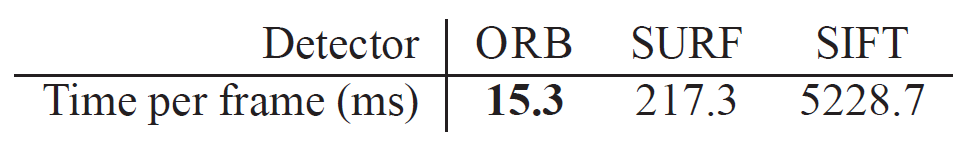 Detector ORB SURF SIFT
Time per frame (ms) 15.3 217.3 5228.7